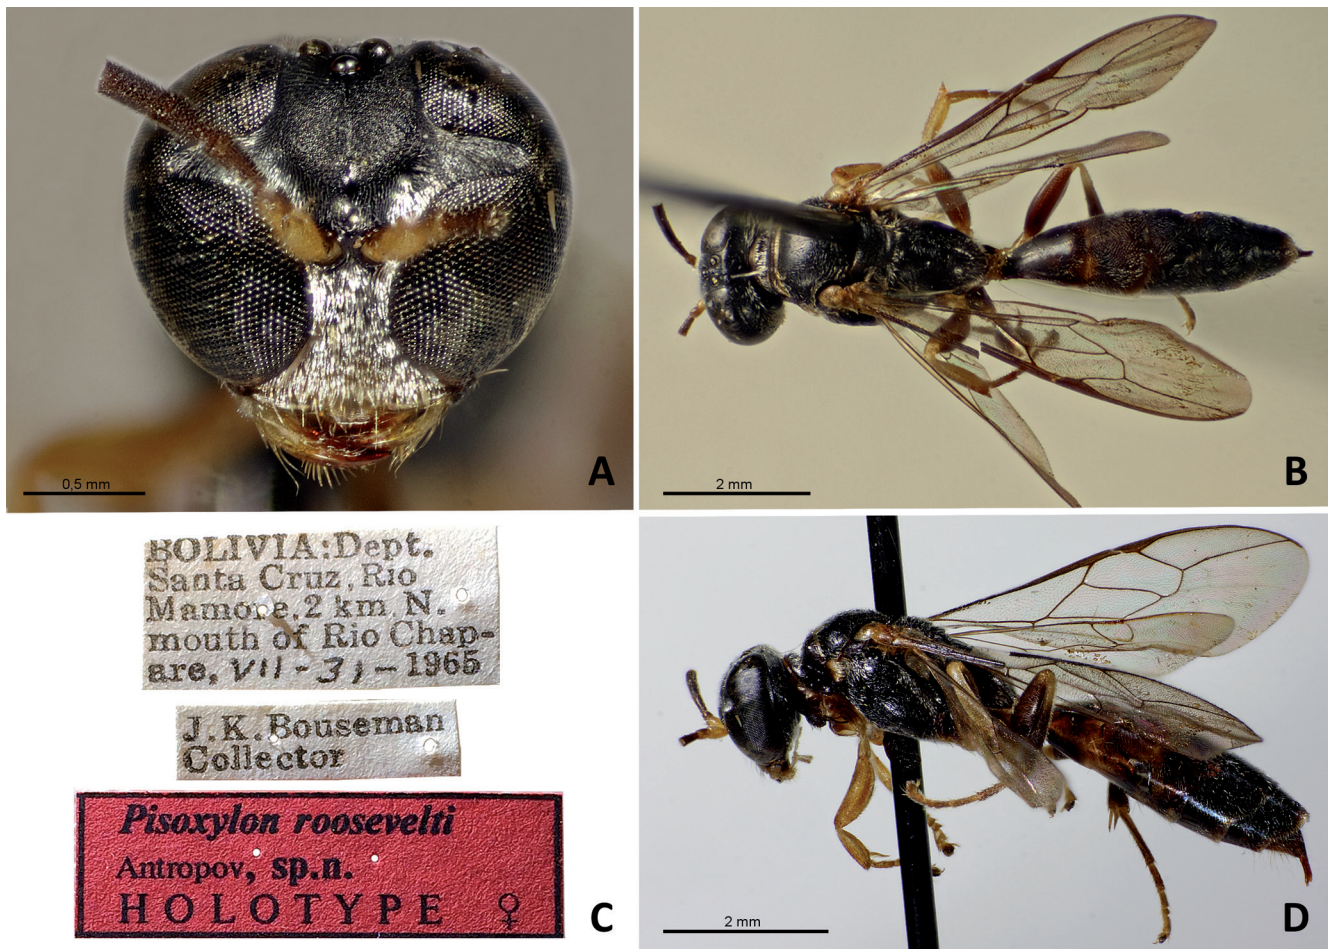 0,5 mm
A
2 mm
B
BOLIVIA:Dept.
Santa Cruz, Rio
Mamore, 2 km N.
mouth of Rio Chap-
are, VII-31-1965
J.K. Bouseman
Collector
Pisoxylon roosevelti
Antropov, sp.n.
HOLOTYPE ♀
C
2 mm
D